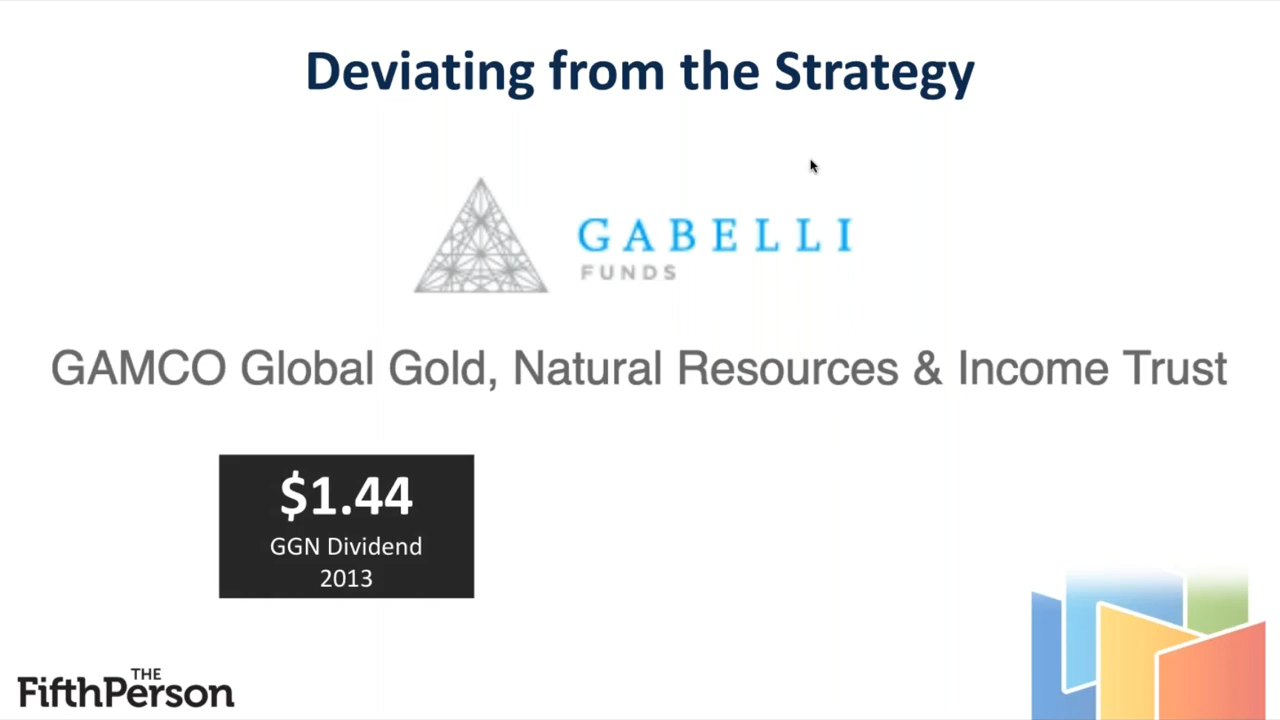 Deviating from the Strategy
GABELLI
FUNDS
GAMCO Global Gold, Natural Resources & Income Trust
$1.44
GGN Dividend
2013
THE
FifthPerson